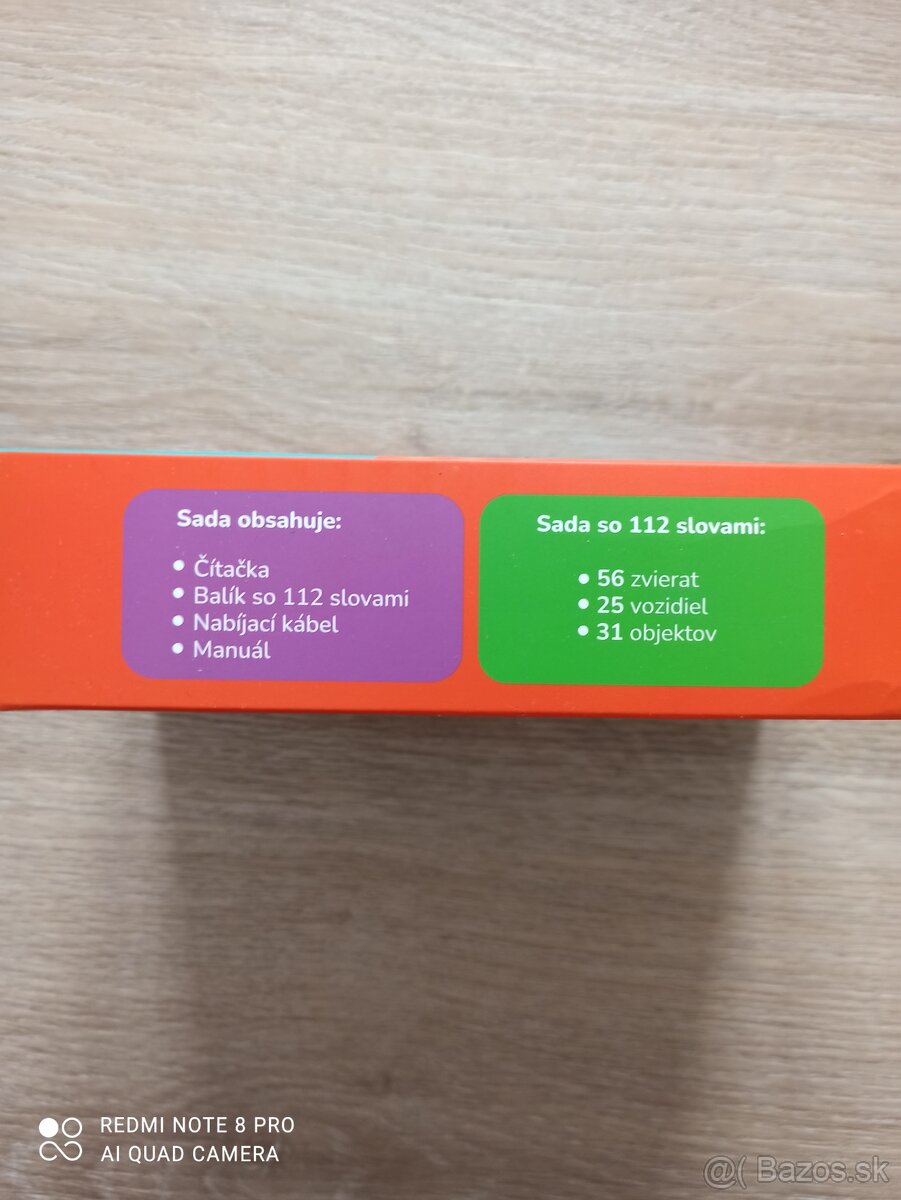 Sada obsahuje:
• Čítačka
• Balík so 112 slovami
• Nabíjací kábel
• Manuál
Sada so 112 slovami:
• 56 zvierat
• 25 vozidiel
• 31 objektov
REDMI NOTE 8 PRO
AI QUAD CAMERA
@( Bazos.sk